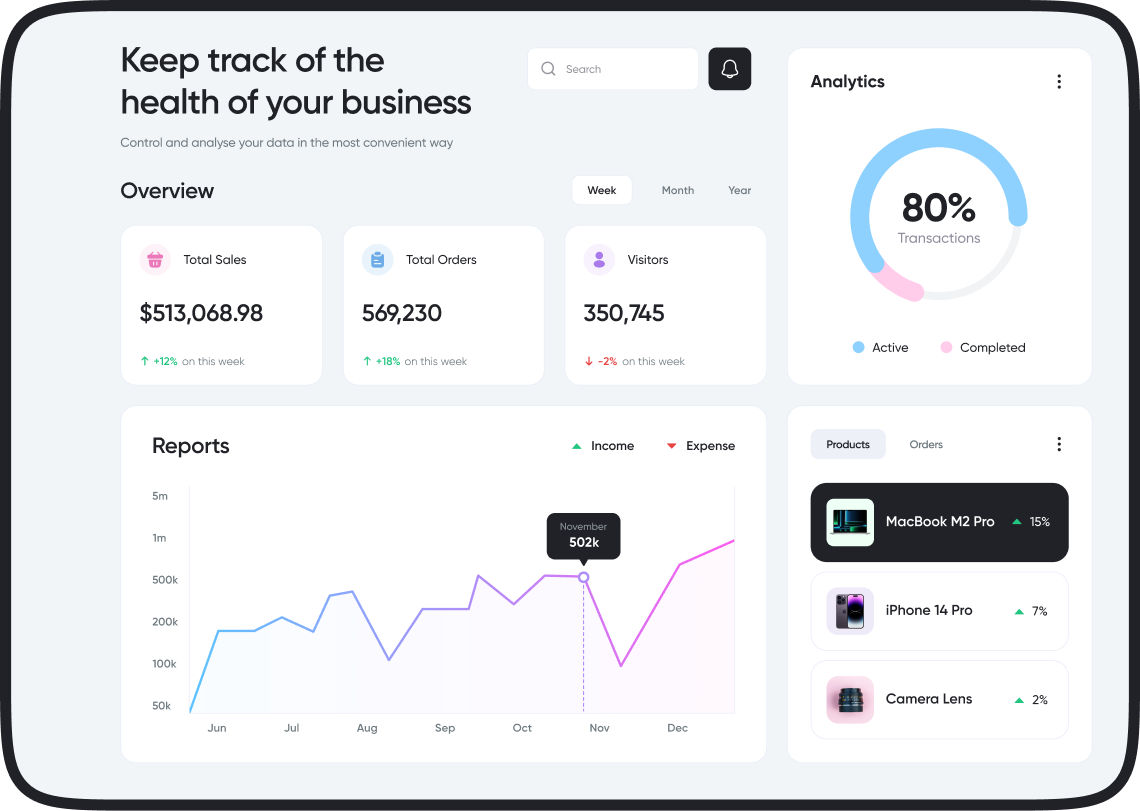 Keep track of the
health of your business
Control and analyse your data in the most convenient way
Search
Overview
Week Month Year
Total Sales
$513,068.98
+12% on this week
Total Orders
569,230
+18% on this week
Visitors
350,745
-2% on this week
Analytics
80%
Transactions
Active Completed
Reports
Income Expense
5m
1m
500k
200k
100k
50k
November
502k
Jun Jul Aug Sep Oct Nov Dec
Products Orders
MacBook M2 Pro 15%
iPhone 14 Pro 7%
Camera Lens 2%